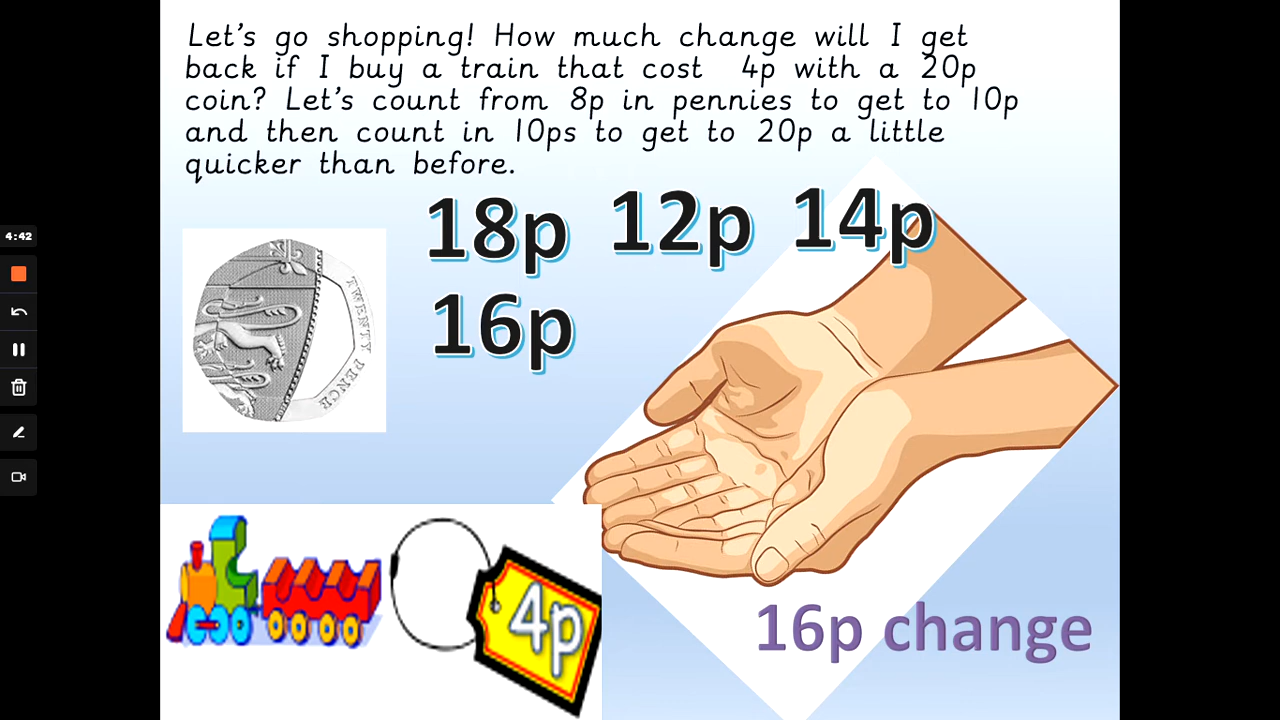 Let's go shopping! How much change will I get
back if I buy a train that cost 4p with a 20p
coin? Let's count from 8p in pennies to get to 10p
and then count in 10ps to get to 20p a little
quicker than before.
18p 12p 14p
4:42
16p
TWENTY PENCE
4p
16p change